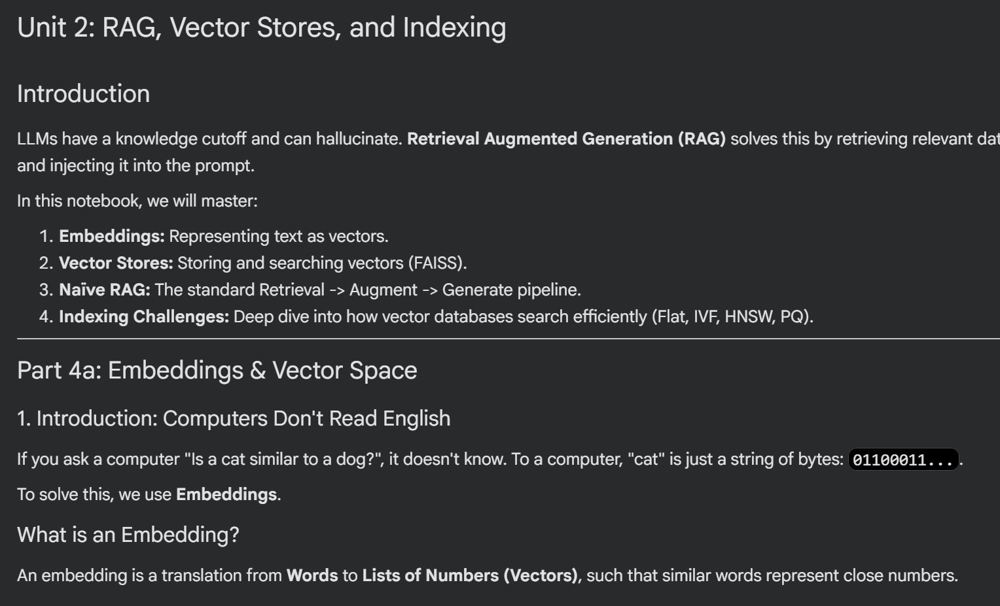 Unit 2: RAG, Vector Stores, and Indexing
Introduction
LLMs have a knowledge cutoff and can hallucinate. Retrieval Augmented Generation (RAG) solves this by retrieving relevant
and injecting it into the prompt.
In this notebook, we will master:
1. Embeddings: Representing text as vectors.
2. Vector Stores: Storing and searching vectors (FAISS).
3. Naïve RAG: The standard Retrieval -> Augment -> Generate pipeline.
4. Indexing Challenges: Deep dive into how vector databases search efficiently (Flat, IVF, HNSW, PQ).
Part 4a: Embeddings & Vector Space
1. Introduction: Computers Don't Read English
If you ask a computer "Is a cat similar to a dog?", it doesn't know. To a computer, "cat" is just a string of bytes: 01100011... .
To solve this, we use Embeddings.
What is an Embedding?
An embedding is a translation from Words to Lists of Numbers (Vectors), such that similar words represent close numbers.